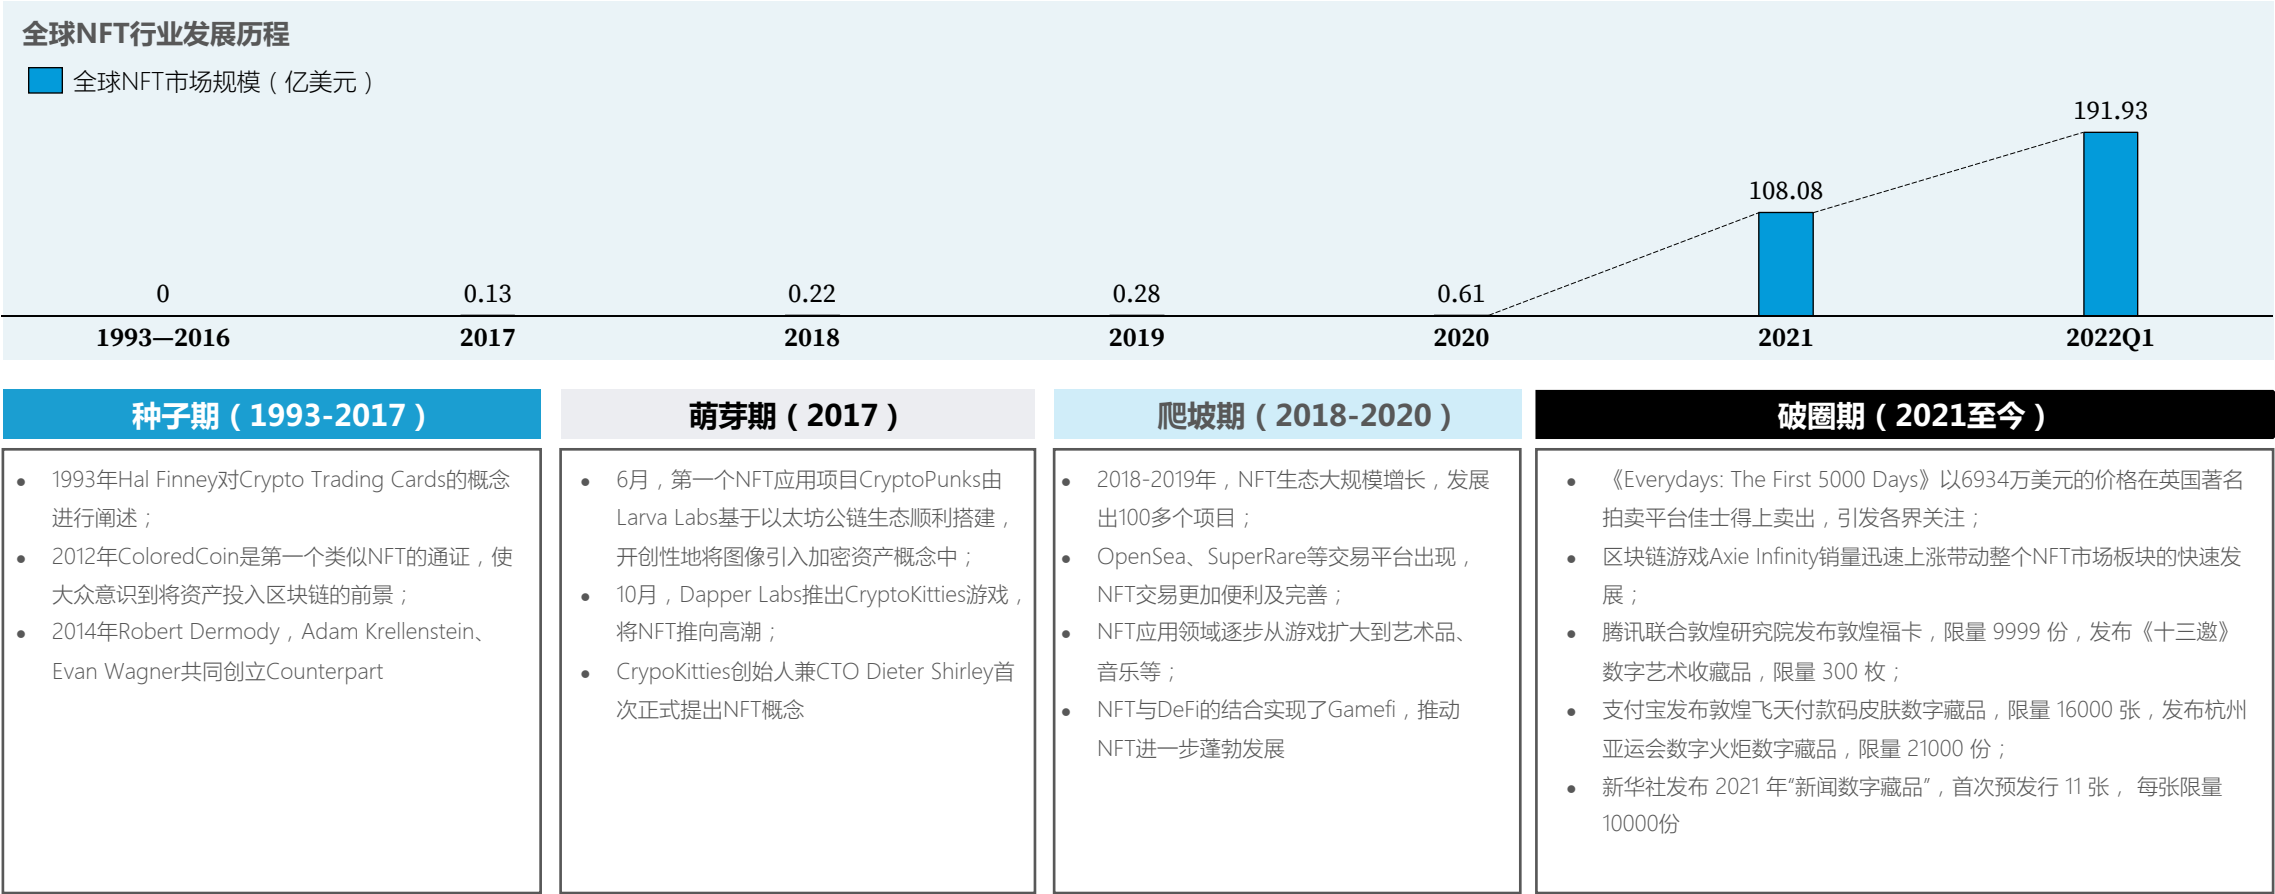 全球NFT行业发展历程
全球NFT市场规模（亿美元）
0
0.13
0.22
0.28
0.61
108.08
191.93
1993—2016
2017
2018
2019
2020
2021
2022Q1
种子期（1993-2017）
1993年Hal Finney对Crypto Trading Cards的概念
进行阐述；
2012年ColoredCoin是第一个类似NFT的通证，使
大众意识到将资产投入区块链的前景；
2014年Robert Dermody，Adam Krellenstein、
Evan Wagner共同创立Counterpart
萌芽期（2017）
6月，第一个NFT应用项目CryptoPunks由
Larva Labs基于以太坊公链生态顺利搭建，
开创性地将图像引入加密资产概念中；
10月，Dapper Labs推出CryptoKitties游戏，
将NFT推向高潮；
CrypoKitties创始人兼CTO Dieter Shirley首
次正式提出NFT概念
爬坡期（2018-2020）
2018-2019年，NFT生态大规模增长，发展
出100多个项目；
OpenSea、SuperRare等交易平台出现，
NFT交易更加便利及完善；
NFT应用领域逐步从游戏扩大到艺术品、
音乐等；
NFT与DeFi的结合实现了Gamefi，推动
NFT进一步蓬勃发展
破圈期（2021至今）
《Everydays: The First 5000 Days》以6934万美元的价格在英国著名
拍卖平台佳士得上卖出，引发各界关注；
区块链游戏Axie Infinity销量迅速上涨带动整个NFT市场板块的快速发
展；
腾讯联合敦煌研究院发布敦煌福卡，限量 9999 份，发布《十三邀》
数字艺术收藏品，限量 300 枚；
支付宝发布敦煌飞天付款码皮肤数字藏品，限量 16000 张，发布杭州
亚运会数字火炬数字藏品，限量 21000 份；
新华社发布 2021 年“新闻数字藏品”，首次预发行 11 张， 每张限量
10000份